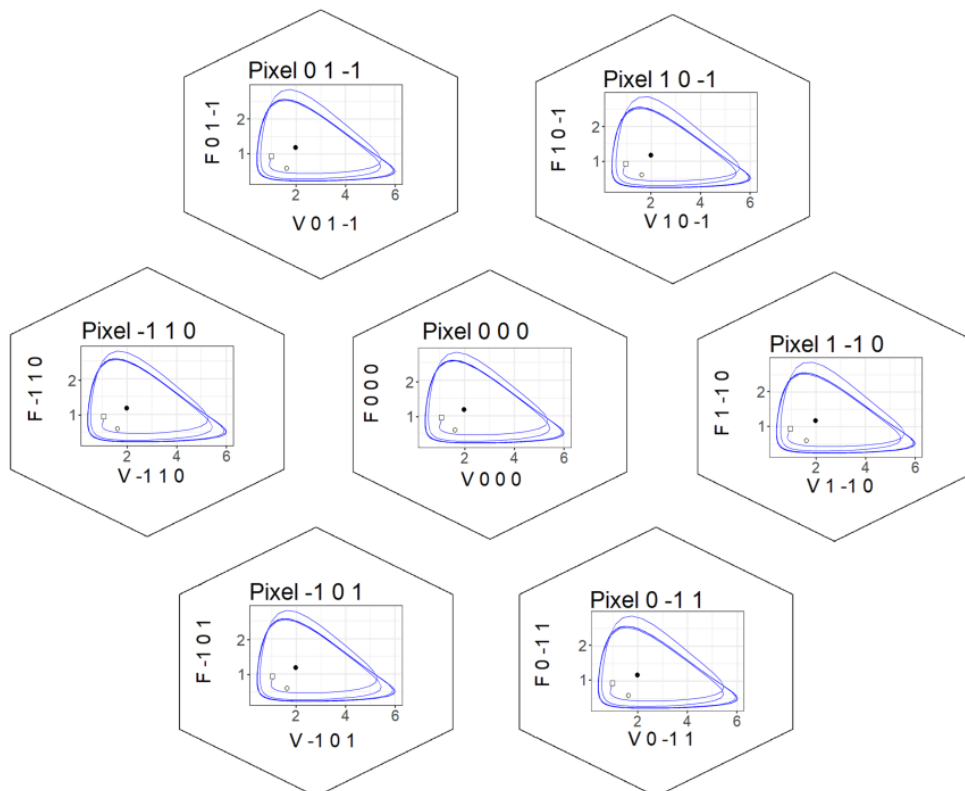 Pixel 0 1 -1
F 0 1 -1
2
1
2 4 6
V 0 1 -1
Pixel 1 0 -1
F 1 0 -1
2
1
2 4 6
V 1 0 -1
Pixel -1 1 0
F -1 1 0
2
1
2 4 6
V -1 1 0
Pixel 0 0 0
F 0 0 0
2
1
2 4 6
V 0 0 0
Pixel 1 -1 0
F 1 -1 0
2
1
2 4 6
V 1 -1 0
Pixel -1 0 1
F -1 0 1
2
1
2 4 6
V -1 0 1
Pixel 0 -1 1
F 0 -1 1
2
1
2 4 6
V 0 -1 1